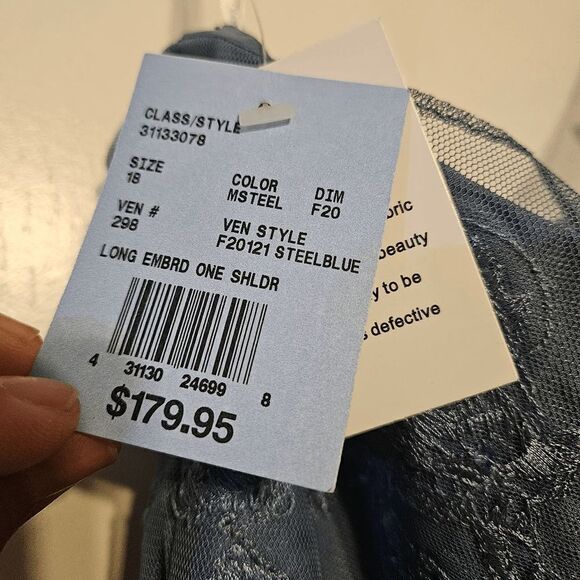 CLASS/STYLE
31133078
SIZE
18
COLOR
MSTEEL
DIM
F20
VEN #
298
VEN STYLE
F20121 STEELBLUE
LONG EMBRD ONE SHLDR
4 31130 24699 8
$179.95
beauty
to be
defective